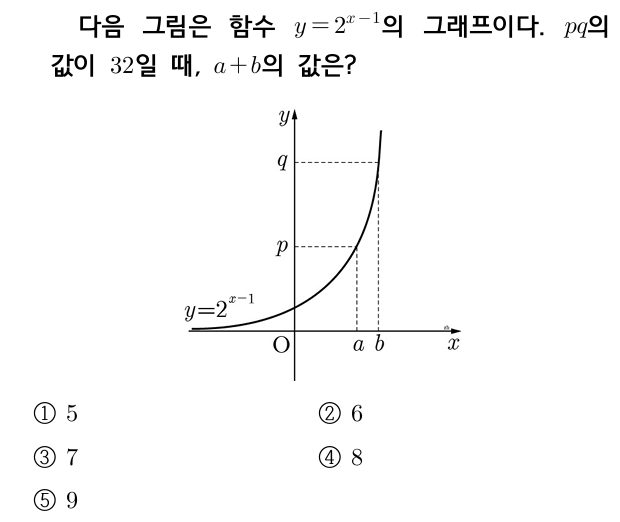 다음 그림은 함수 y=2^{x-1}의 그래프이다. pq의
값이 32일 때, a+b의 값은?
y
q
p
y=2^{x-1}
O a b x
① 5 ② 6
③ 7 ④ 8
⑤ 9